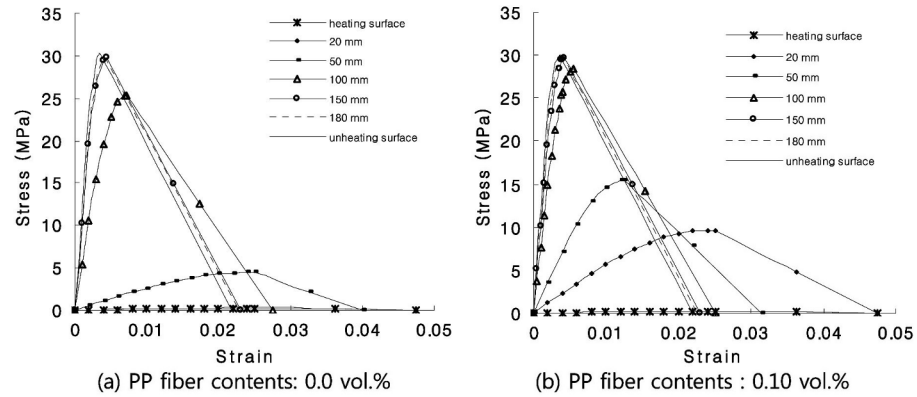 35
30
25
20
15
10
5
0
Stress (MPa)
0 0.01 0.02 0.03 0.04 0.05
Strain
heating surface
20 mm
50 mm
100 mm
150 mm
180 mm
unheating surface
(a) PP fiber contents: 0.0 vol.%
35
30
25
20
15
10
5
0
Stress (MPa)
0 0.01 0.02 0.03 0.04 0.05
Strain
heating surface
20 mm
50 mm
100 mm
150 mm
180 mm
unheating surface
(b) PP fiber contents : 0.10 vol.%